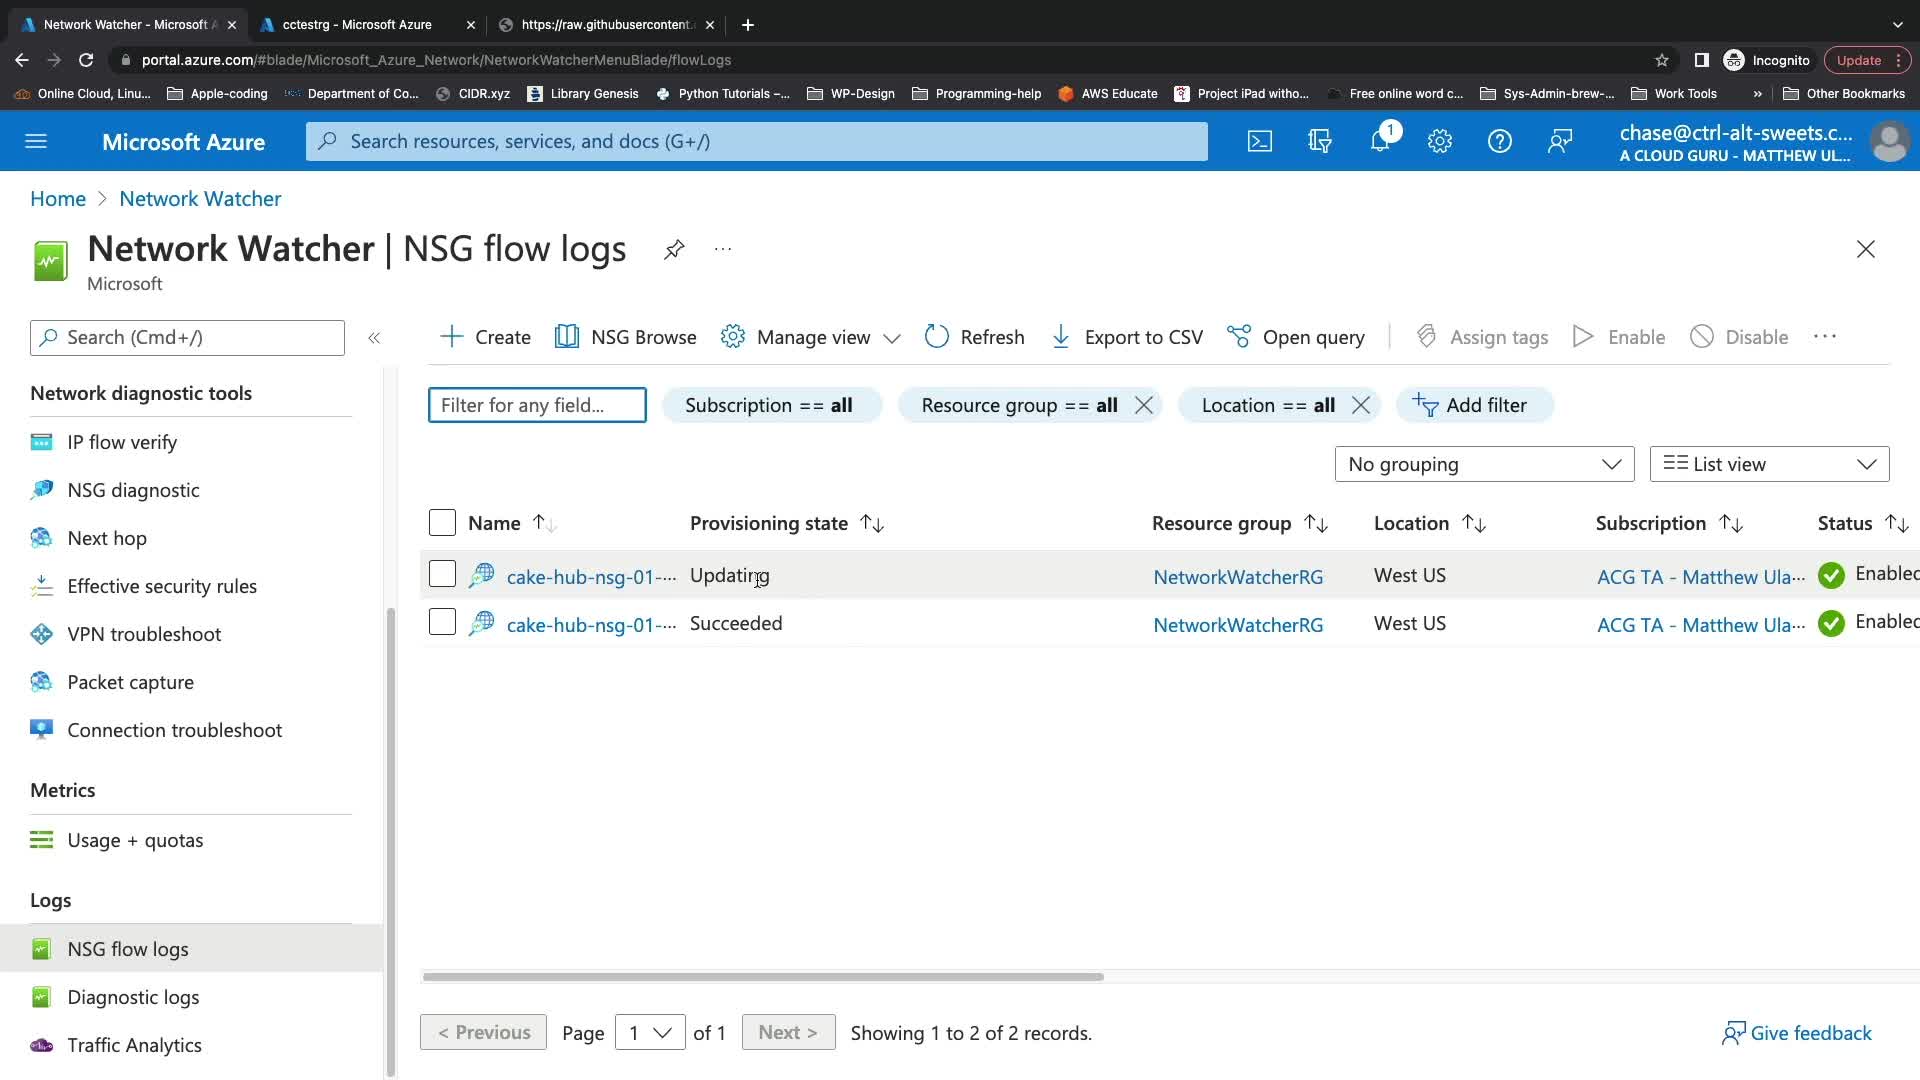 Network Watcher - Microsoft A
cctestrg - Microsoft Azure
https://raw.githubusercontent.
portal.azure.com/#blade/Microsoft_Azure_Network/NetworkWatcherMenuBlade/flowLogs
Incognito
Update
Online Cloud, Linu...
Apple-coding
Department of Co...
CIDR.xyz
Library Genesis
Python Tutorials –...
WP-Design
Programming-help
AWS Educate
Project iPad witho...
Free online word c...
Sys-Admin-brew-...
Work Tools
»
Other Bookmarks
Microsoft Azure
Search resources, services, and docs (G+/)
1
chase@ctrl-alt-sweets.c...
A CLOUD GURU - MATTHEW UL...
Home > Network Watcher
Network Watcher | NSG flow logs
...
Microsoft
Search (Cmd+/)
«
Create
NSG Browse
Manage view
Refresh
Export to CSV
Open query
Assign tags
Enable
Disable
...
Network diagnostic tools
IP flow verify
NSG diagnostic
Next hop
Effective security rules
VPN troubleshoot
Packet capture
Connection troubleshoot
Metrics
Usage + quotas
Logs
NSG flow logs
Diagnostic logs
Traffic Analytics
Filter for any field...
Subscription == all
Resource group == all
Location == all
Add filter
No grouping
List view
Name
Provisioning state
Resource group
Location
Subscription
Status
cake-hub-nsg-01-... Updating NetworkWatcherRG West US ACG TA - Matthew Ula... Enabled
cake-hub-nsg-01-... Succeeded NetworkWatcherRG West US ACG TA - Matthew Ula... Enabled
< Previous
Page 1 of 1
Next >
Showing 1 to 2 of 2 records.
Give feedback